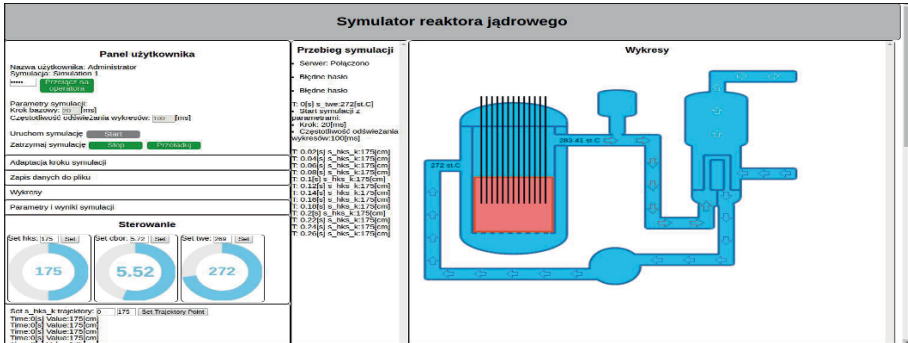 Symulator reaktora jądrowego
Panel użytkownika
Nazwa użytkownika: Administrator
Symulacja: Simulation 1
Przełącz na operatora
Parametry symulacji:
Krok bazowy: 20 [ms]
Częstotliwość odświeżania wykresów: 100 [ms]
Uruchom symulację Start
Zatrzymaj symulację Stop Przeładuj
Adaptacja kroku symulacji
Zapis danych do pliku
Wykresy
Parametry i wyniki symulacji
Sterowanie
Set hks: 175 Set
Set cbor: 5.72 Set
Set twe: 269 Set
175
5.52
272
Set s_hks_k trajektory: 0 175 Set Trajektory Point
Time:0[s] Value:175[cm]
Time:0[s] Value:175[cm]
Time:0[s] Value:175[cm]
Time:0[s] Value:175[cm]
Przebieg symulacji
Serwer: Połączono
Błędne hasło
Błędne hasło
T: 0[s] s_twe:272[st.C]
Start symulacji z
parametrami:
Krok: 20[ms]
Częstotliwość odświeżania
wykresów:100[ms]
T: 0.02[s] s_hks_k:175[cm]
T: 0.04[s] s_hks_k:175[cm]
T: 0.06[s] s_hks_k:175[cm]
T: 0.08[s] s_hks_k:175[cm]
T: 0.1[s] s_hks_k:175[cm]
T: 0.12[s] s_hks_k:175[cm]
T: 0.14[s] s_hks_k:175[cm]
T: 0.16[s] s_hks_k:175[cm]
T: 0.18[s] s_hks_k:175[cm]
T: 0.2[s] s_hks_k:175[cm]
T: 0.22[s] s_hks_k:175[cm]
T: 0.24[s] s_hks_k:175[cm]
T: 0.26[s] s_hks_k:175[cm]
Wykresy
283.41 st.C
272 st.C